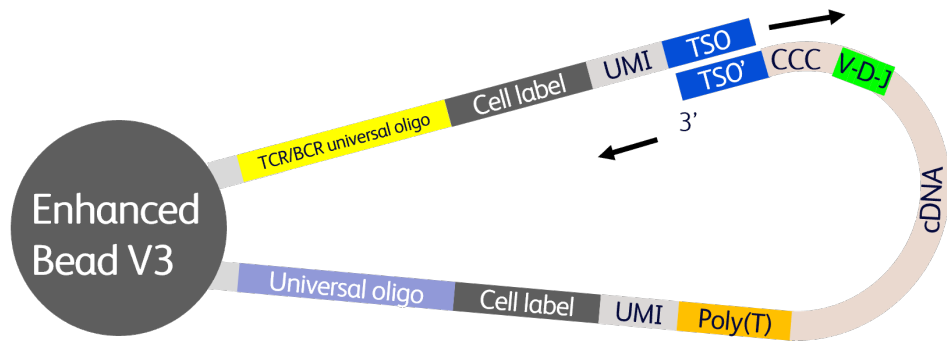 TCR/BCR universal oligo
Cell label
UMI
TSO
TSO'
CCC
V-D-J
3'
cDNA
Enhanced
Bead V3
Universal oligo
Cell label
UMI
Poly(T)